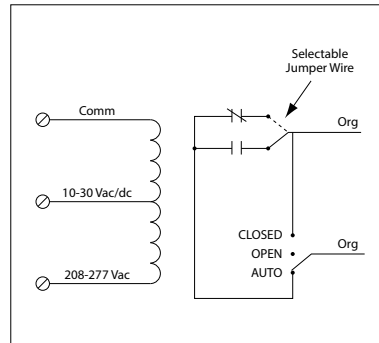 Selectable
Jumper Wire
Comm
Org
10-30 Vac/dc
CLOSED
OPEN
Org
AUTO
208-277 Vac